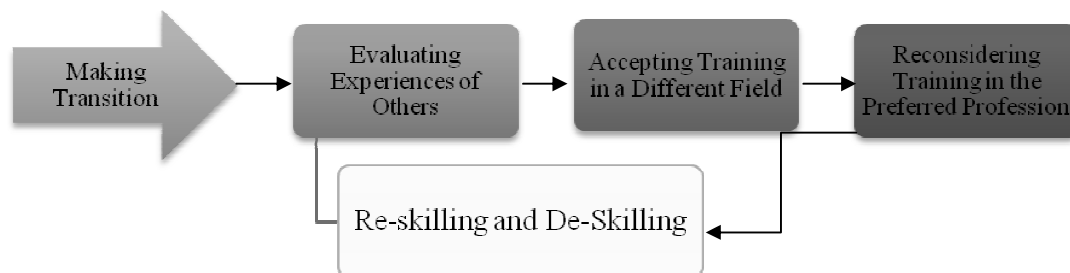 Making
Transition
Evaluating
Experiences of
Others
Accepting Training
in a Different Field
Reconsidering
Training in the
Preferred Profession
Re-skilling and De-Skilling